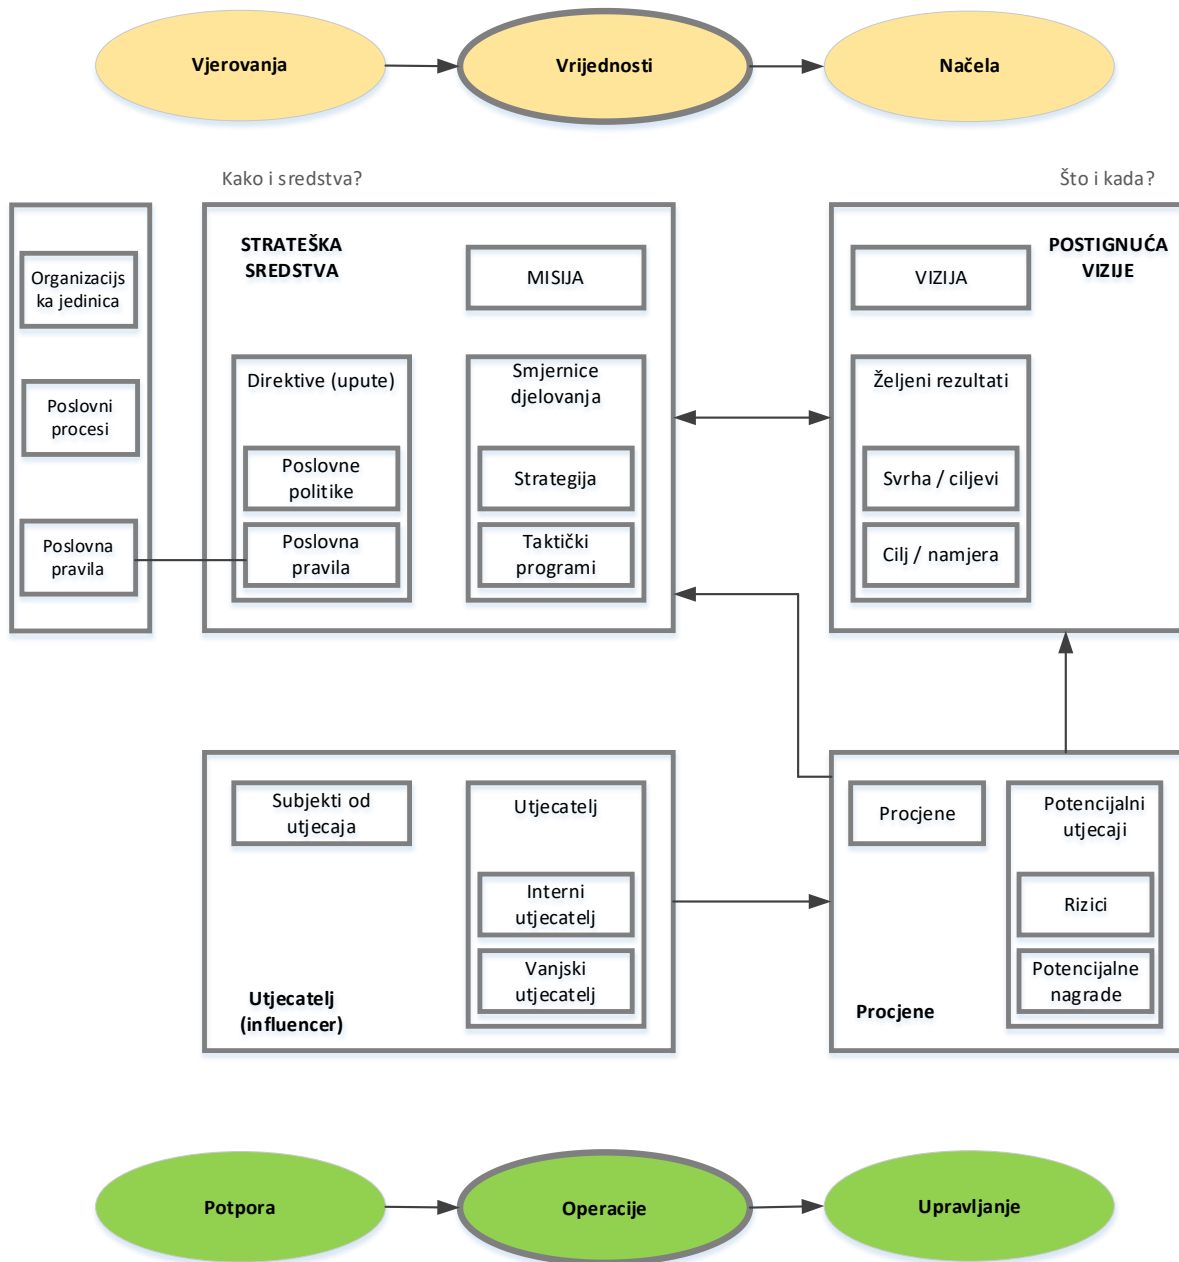 Vjerovanja
Vrijednosti
Načela
Kako i sredstva?
Što i kada?
Organizacijs
ka jedinica
Poslovni
procesi
Poslovna
pravila
STRATEŠKA
SREDSTVA
MISIJA
Direktive (upute)
Poslovne
politike
Poslovna
pravila
Smjernice
djelovanja
Strategija
Taktički
programi
VIZIJA
POSTIGNUĆA
VIZIJE
Željeni rezultati
Svrha / ciljevi
Cilj / namjera
Subjekti od
utjecaja
Utjecatelj
Interni
utjecatelj
Vanjski
utjecatelj
Utjecatelj
(influencer)
Procjene
Potencijalni
utjecaji
Rizici
Potencijalne
nagrade
Procjene
Potpora
Operacije
Upravljanje